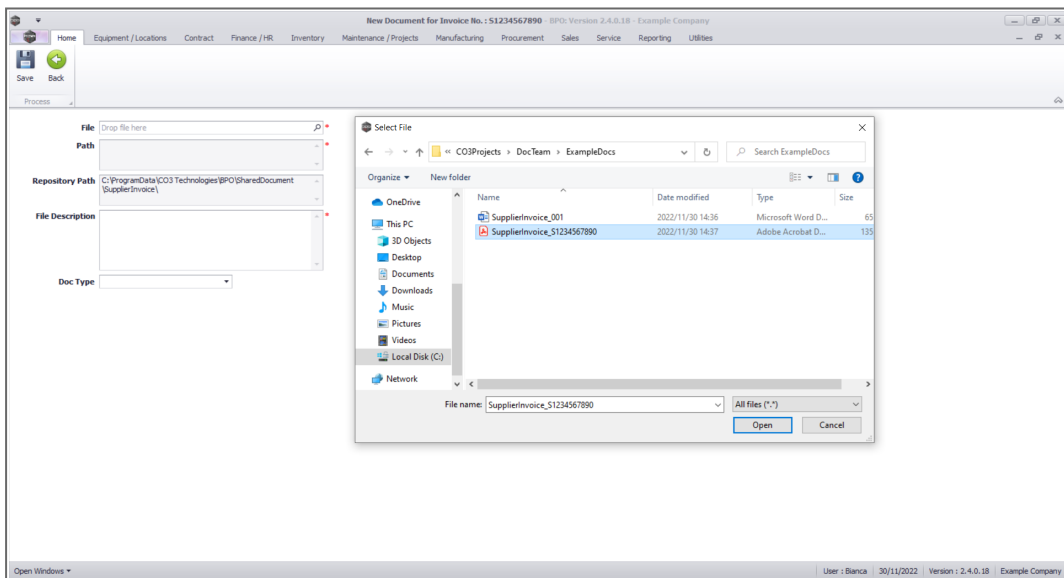 New Document for Invoice No. : S1234567890 - BPO: Version 2.4.0.18 - Example Company
Home Equipment / Locations Contract Finance / HR Inventory Maintenance / Projects Manufacturing Procurement Sales Service Reporting Utilities
Save Back
Process
File Drop file here *
Path *
Repository Path C:\ProgramData\CO3 Technologies\BPO\SharedDocument
\SupplierInvoice\
File Description *
Doc Type
Select File
« CO3Projects > DocTeam > ExampleDocs Search ExampleDocs
Organize New folder
Name Date modified Type Size
SupplierInvoice_001 2022/11/30 14:36 Microsoft Word D... 65
SupplierInvoice_S1234567890 2022/11/30 14:37 Adobe Acrobat D... 135
OneDrive
This PC
3D Objects
Desktop
Documents
Downloads
Music
Pictures
Videos
Local Disk (C:)
Network
File name: SupplierInvoice_S1234567890 All files (*.*)
Open Cancel
Open Windows User : Bianca 30/11/2022 Version : 2.4.0.18 Example Company